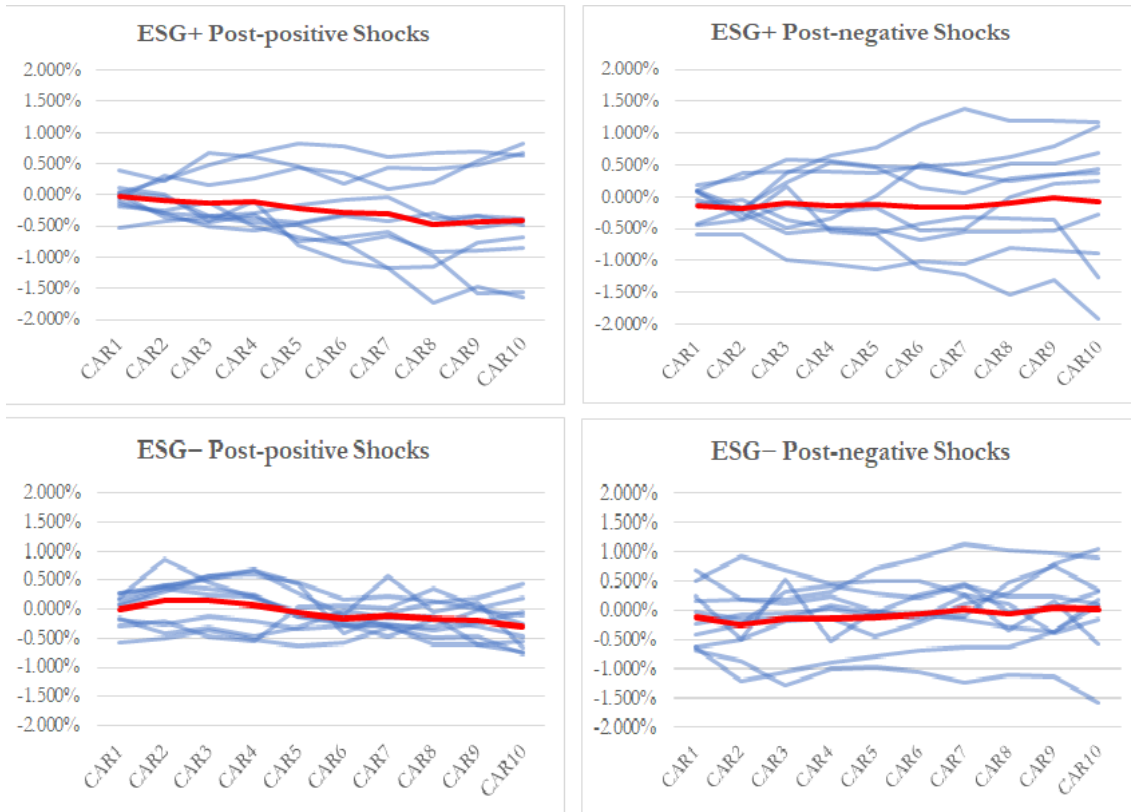 ESG+ Post-positive Shocks
2.000%
1.500%
1.000%
0.500%
0.000%
-0.500%
-1.000%
-1.500%
-2.000%
CAR1
CAR2
CAR3
CAR4
CAR5
CAR6
CAR7
CAR8
CAR9
CAR10
ESG+ Post-negative Shocks
2.000%
1.500%
1.000%
0.500%
0.000%
-0.500%
-1.000%
-1.500%
-2.000%
CAR1
CAR2
CAR3
CAR4
CAR5
CAR6
CAR7
CAR8
CAR9
CAR10
ESG− Post-positive Shocks
2.000%
1.500%
1.000%
0.500%
0.000%
-0.500%
-1.000%
-1.500%
-2.000%
CAR1
CAR2
CAR3
CAR4
CAR5
CAR6
CAR7
CAR8
CAR9
CAR10
ESG− Post-negative Shocks
2.000%
1.500%
1.000%
0.500%
0.000%
-0.500%
-1.000%
-1.500%
-2.000%
CAR1
CAR2
CAR3
CAR4
CAR5
CAR6
CAR7
CAR8
CAR9
CAR10